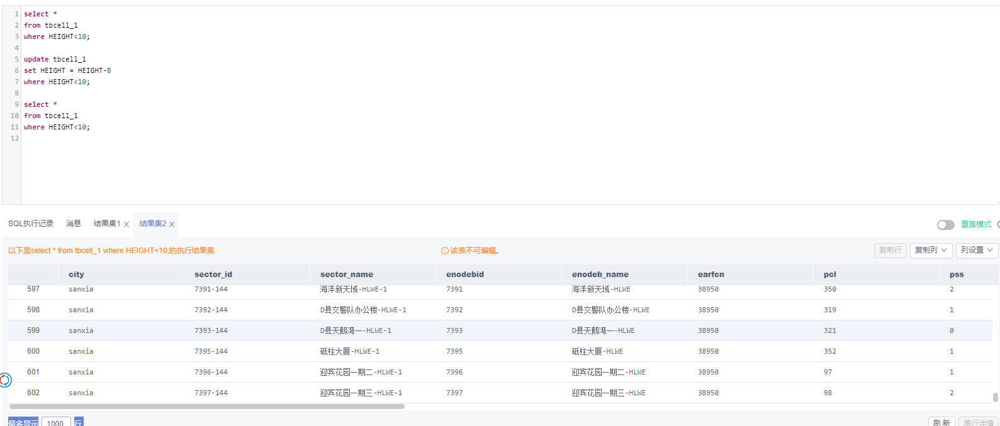 1 select *
2 from tbcell_1
3 where HEIGHT<10;
4
5 update tbcell_1
6 set HEIGHT = HEIGHT-8
7 where HEIGHT<10;
8
9 select *
10 from tbcell_1
11 where HEIGHT<10;
12
SQL执行记录 消息 结果集1 × 结果集2 × 覆盖模式
以下是select * from tbcell_1 where HEIGHT<10;的执行结果集 该表不可编辑。 复制行 复制列 列设置
city sector_id sector_name enodebid enodeb_name earfcn pcl pss
597 sanxia 7391-144 海洋新天域-HLWE-1 7391 海洋新天域-HLWE 38950 350 2
598 sanxia 7392-144 D县交警队办公楼-HLWE-1 7392 D县交警队办公楼-HLWE 38950 319 1
599 sanxia 7393-144 D县天鹅湾一-HLWE-1 7393 D县天鹅湾一-HLWE 38950 321 0
600 sanxia 7395-144 砥柱大厦-HLWE-1 7395 砥柱大厦-HLWE 38950 352 1
601 sanxia 7396-144 迎宾花园一期二-HLWE-1 7396 迎宾花园一期二-HLWE 38950 97 1
602 sanxia 7397-144 迎宾花园一期三-HLWE-1 7397 迎宾花园一期三-HLWE 38950 98 2
最多显示 1000 行 刷 新 单行详情